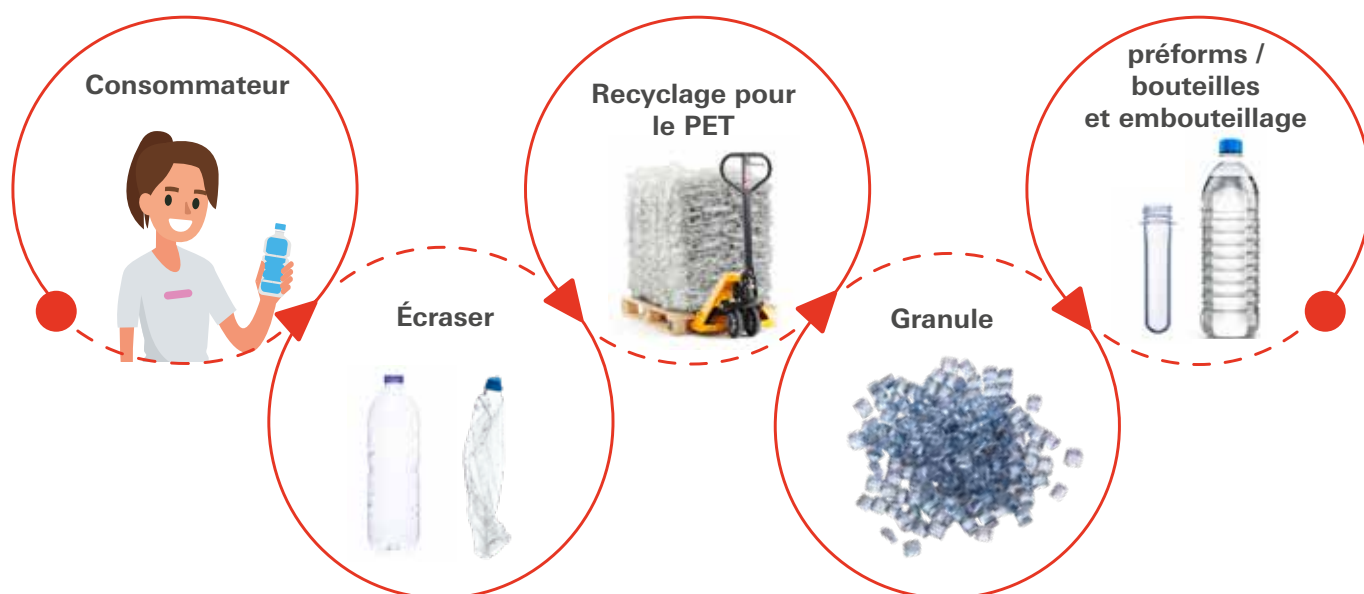 Consommateur
Écraser
Recyclage pour
le PET
Granule
préforms /
bouteilles
et embouteillage